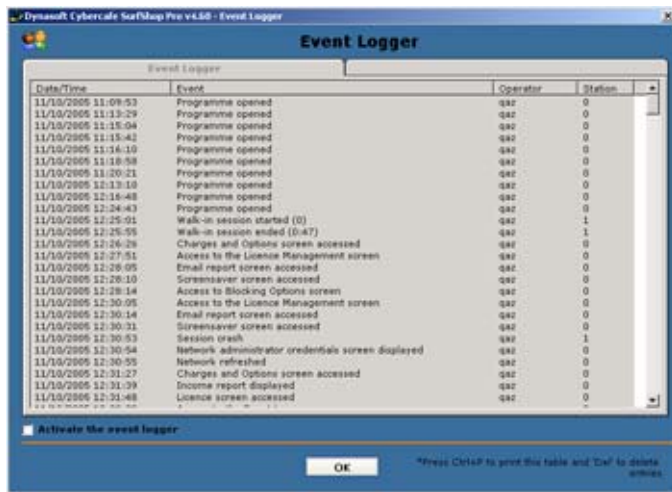 Dynasoft Cybercafe SurfShop Pro v4.60 - Event Logger
Event Logger
Event Logger
Date/Time Event Operator Station
11/10/2005 11:09:53 Programme opened qaz 0
11/10/2005 11:13:29 Programme opened qaz 0
11/10/2005 11:15:04 Programme opened qaz 0
11/10/2005 11:15:42 Programme opened qaz 0
11/10/2005 11:16:10 Programme opened qaz 0
11/10/2005 11:18:58 Programme opened qaz 0
11/10/2005 11:20:21 Programme opened qaz 0
11/10/2005 12:13:10 Programme opened qaz 0
11/10/2005 12:16:48 Programme opened qaz 0
11/10/2005 12:24:43 Programme opened qaz 0
11/10/2005 12:25:01 Walk-in session started (0) qaz 1
11/10/2005 12:25:55 Walk-in session ended (0:47) qaz 1
11/10/2005 12:26:26 Charges and Options screen accessed qaz 0
11/10/2005 12:27:51 Access to the Licence Management screen qaz 0
11/10/2005 12:28:05 Email report screen accessed qaz 0
11/10/2005 12:28:10 Screensaver screen accessed qaz 0
11/10/2005 12:28:14 Access to Blocking Options screen qaz 0
11/10/2005 12:30:05 Access to the Licence Management screen qaz 0
11/10/2005 12:30:14 Email report screen accessed qaz 0
11/10/2005 12:30:31 Screensaver screen accessed qaz 0
11/10/2005 12:30:53 Session crash qaz 1
11/10/2005 12:30:54 Network administrator credentials screen displayed qaz 0
11/10/2005 12:30:55 Network refreshed qaz 0
11/10/2005 12:31:27 Charges and Options screen accessed qaz 0
11/10/2005 12:31:39 Income report displayed qaz 0
11/10/2005 12:31:48 Licence screen accessed qaz 0
Activate the event logger
OK
*Press Ctrl+P to print this table and 'Del' to delete
entries